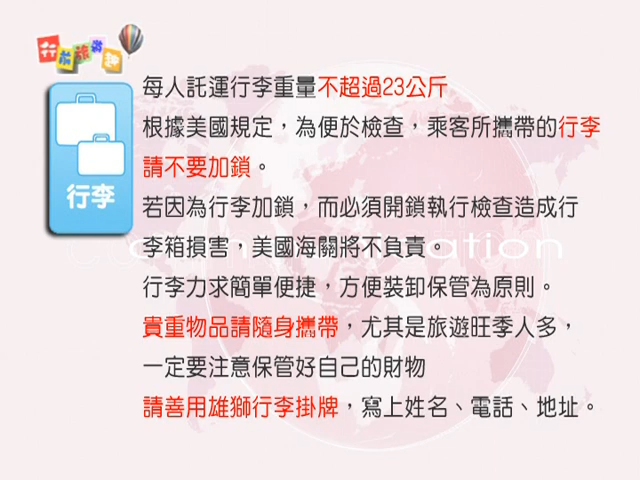 行前旅報
每人託運行李重量不超過23公斤
根據美國規定，為便於檢查，乘客所攜帶的行李
請不要加鎖。
行李
若因為行李加鎖，而必須開鎖執行檢查造成行
李箱損害，美國海關將不負責。
行李力求簡單便捷，方便裝卸保管為原則。
貴重物品請隨身攜帶，尤其是旅遊旺季人多，
一定要注意保管好自己的財物
請善用雄獅行李掛牌，寫上姓名、電話、地址。